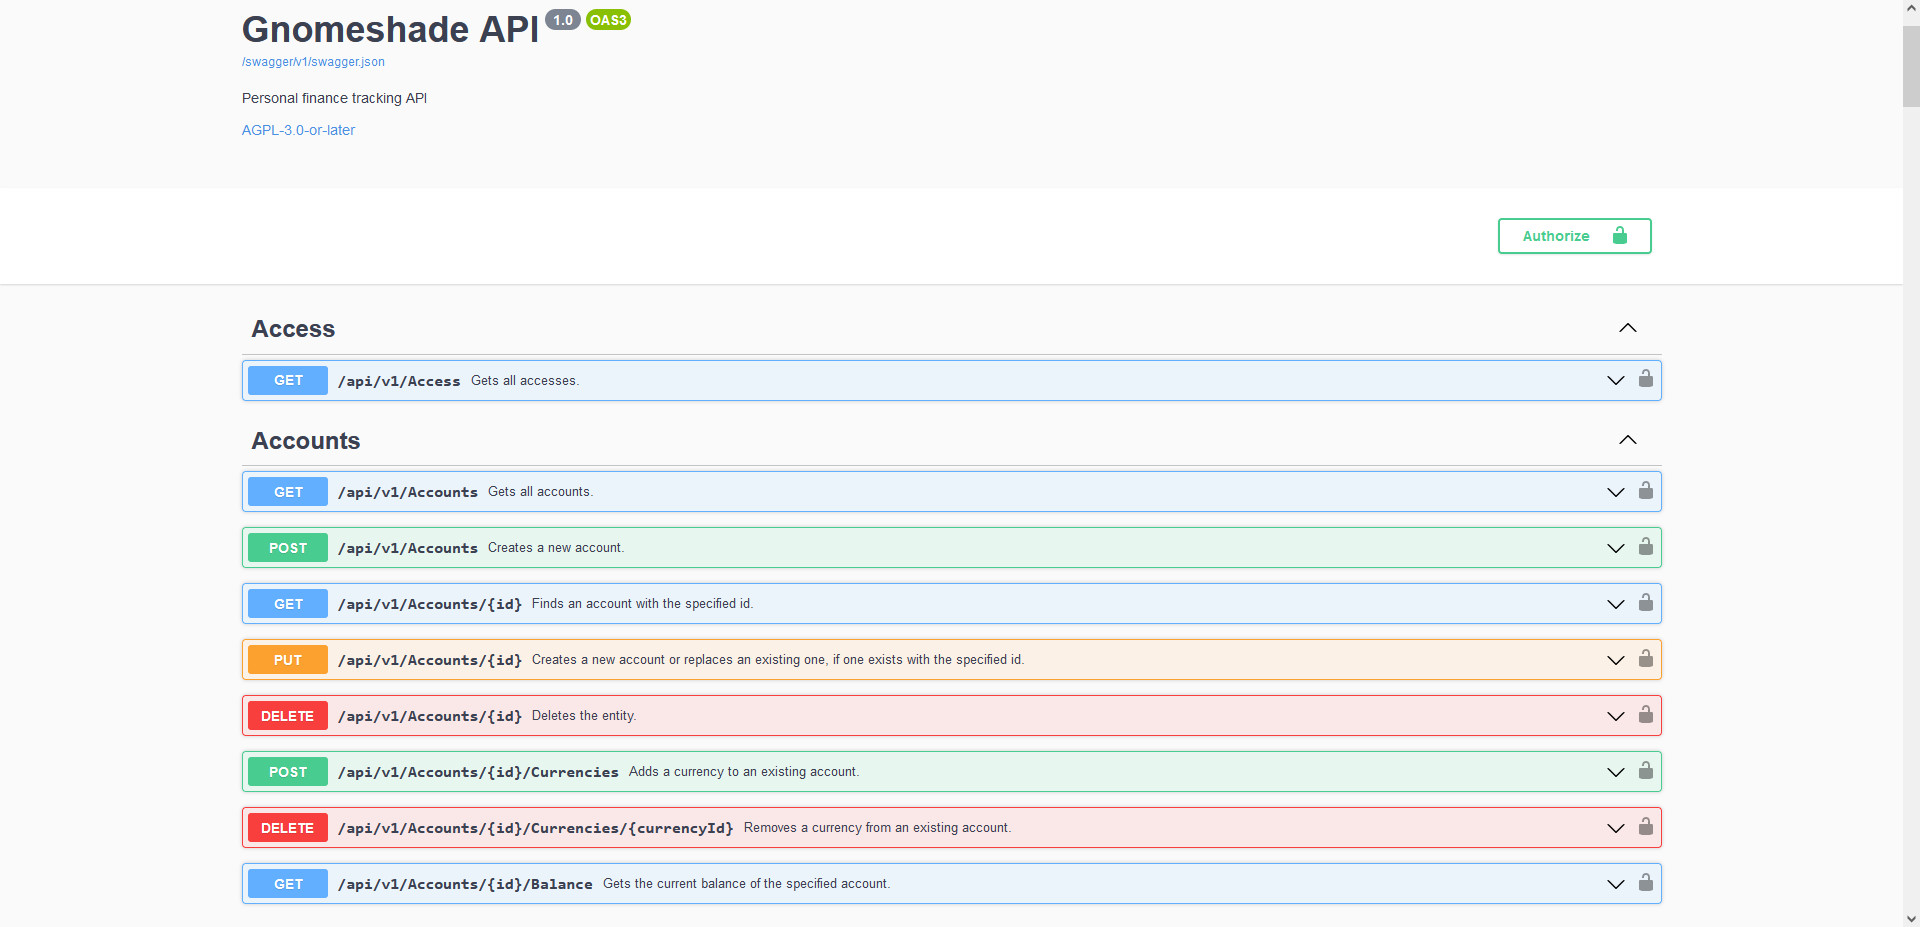 Gnomeshade API 1.0 OAS3
/swagger/v1/swagger.json
Personal finance tracking API
AGPL-3.0-or-later
Authorize
Access
GET /api/v1/Access Gets all accesses.
Accounts
GET /api/v1/Accounts Gets all accounts.
POST /api/v1/Accounts Creates a new account.
GET /api/v1/Accounts/{id} Finds an account with the specified id.
PUT /api/v1/Accounts/{id} Creates a new account or replaces an existing one, if one exists with the specified id.
DELETE /api/v1/Accounts/{id} Deletes the entity.
POST /api/v1/Accounts/{id}/Currencies Adds a currency to an existing account.
DELETE /api/v1/Accounts/{id}/Currencies/{currencyId} Removes a currency from an existing account.
GET /api/v1/Accounts/{id}/Balance Gets the current balance of the specified account.